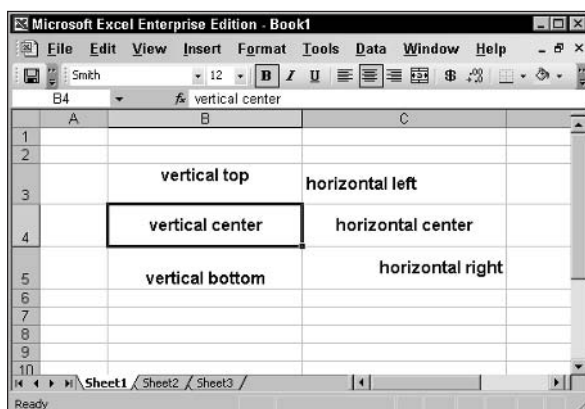 Microsoft Excel Enterprise Edition - Book1
File Edit View Insert Format Tools Data Window Help
Smith 12 B I U $
B4 fx vertical center
A B C
1
2
3 vertical top horizontal left
4 vertical center horizontal center
5 vertical bottom horizontal right
6
7
8
9
10
Sheet1 / Sheet2 / Sheet3 /
Ready